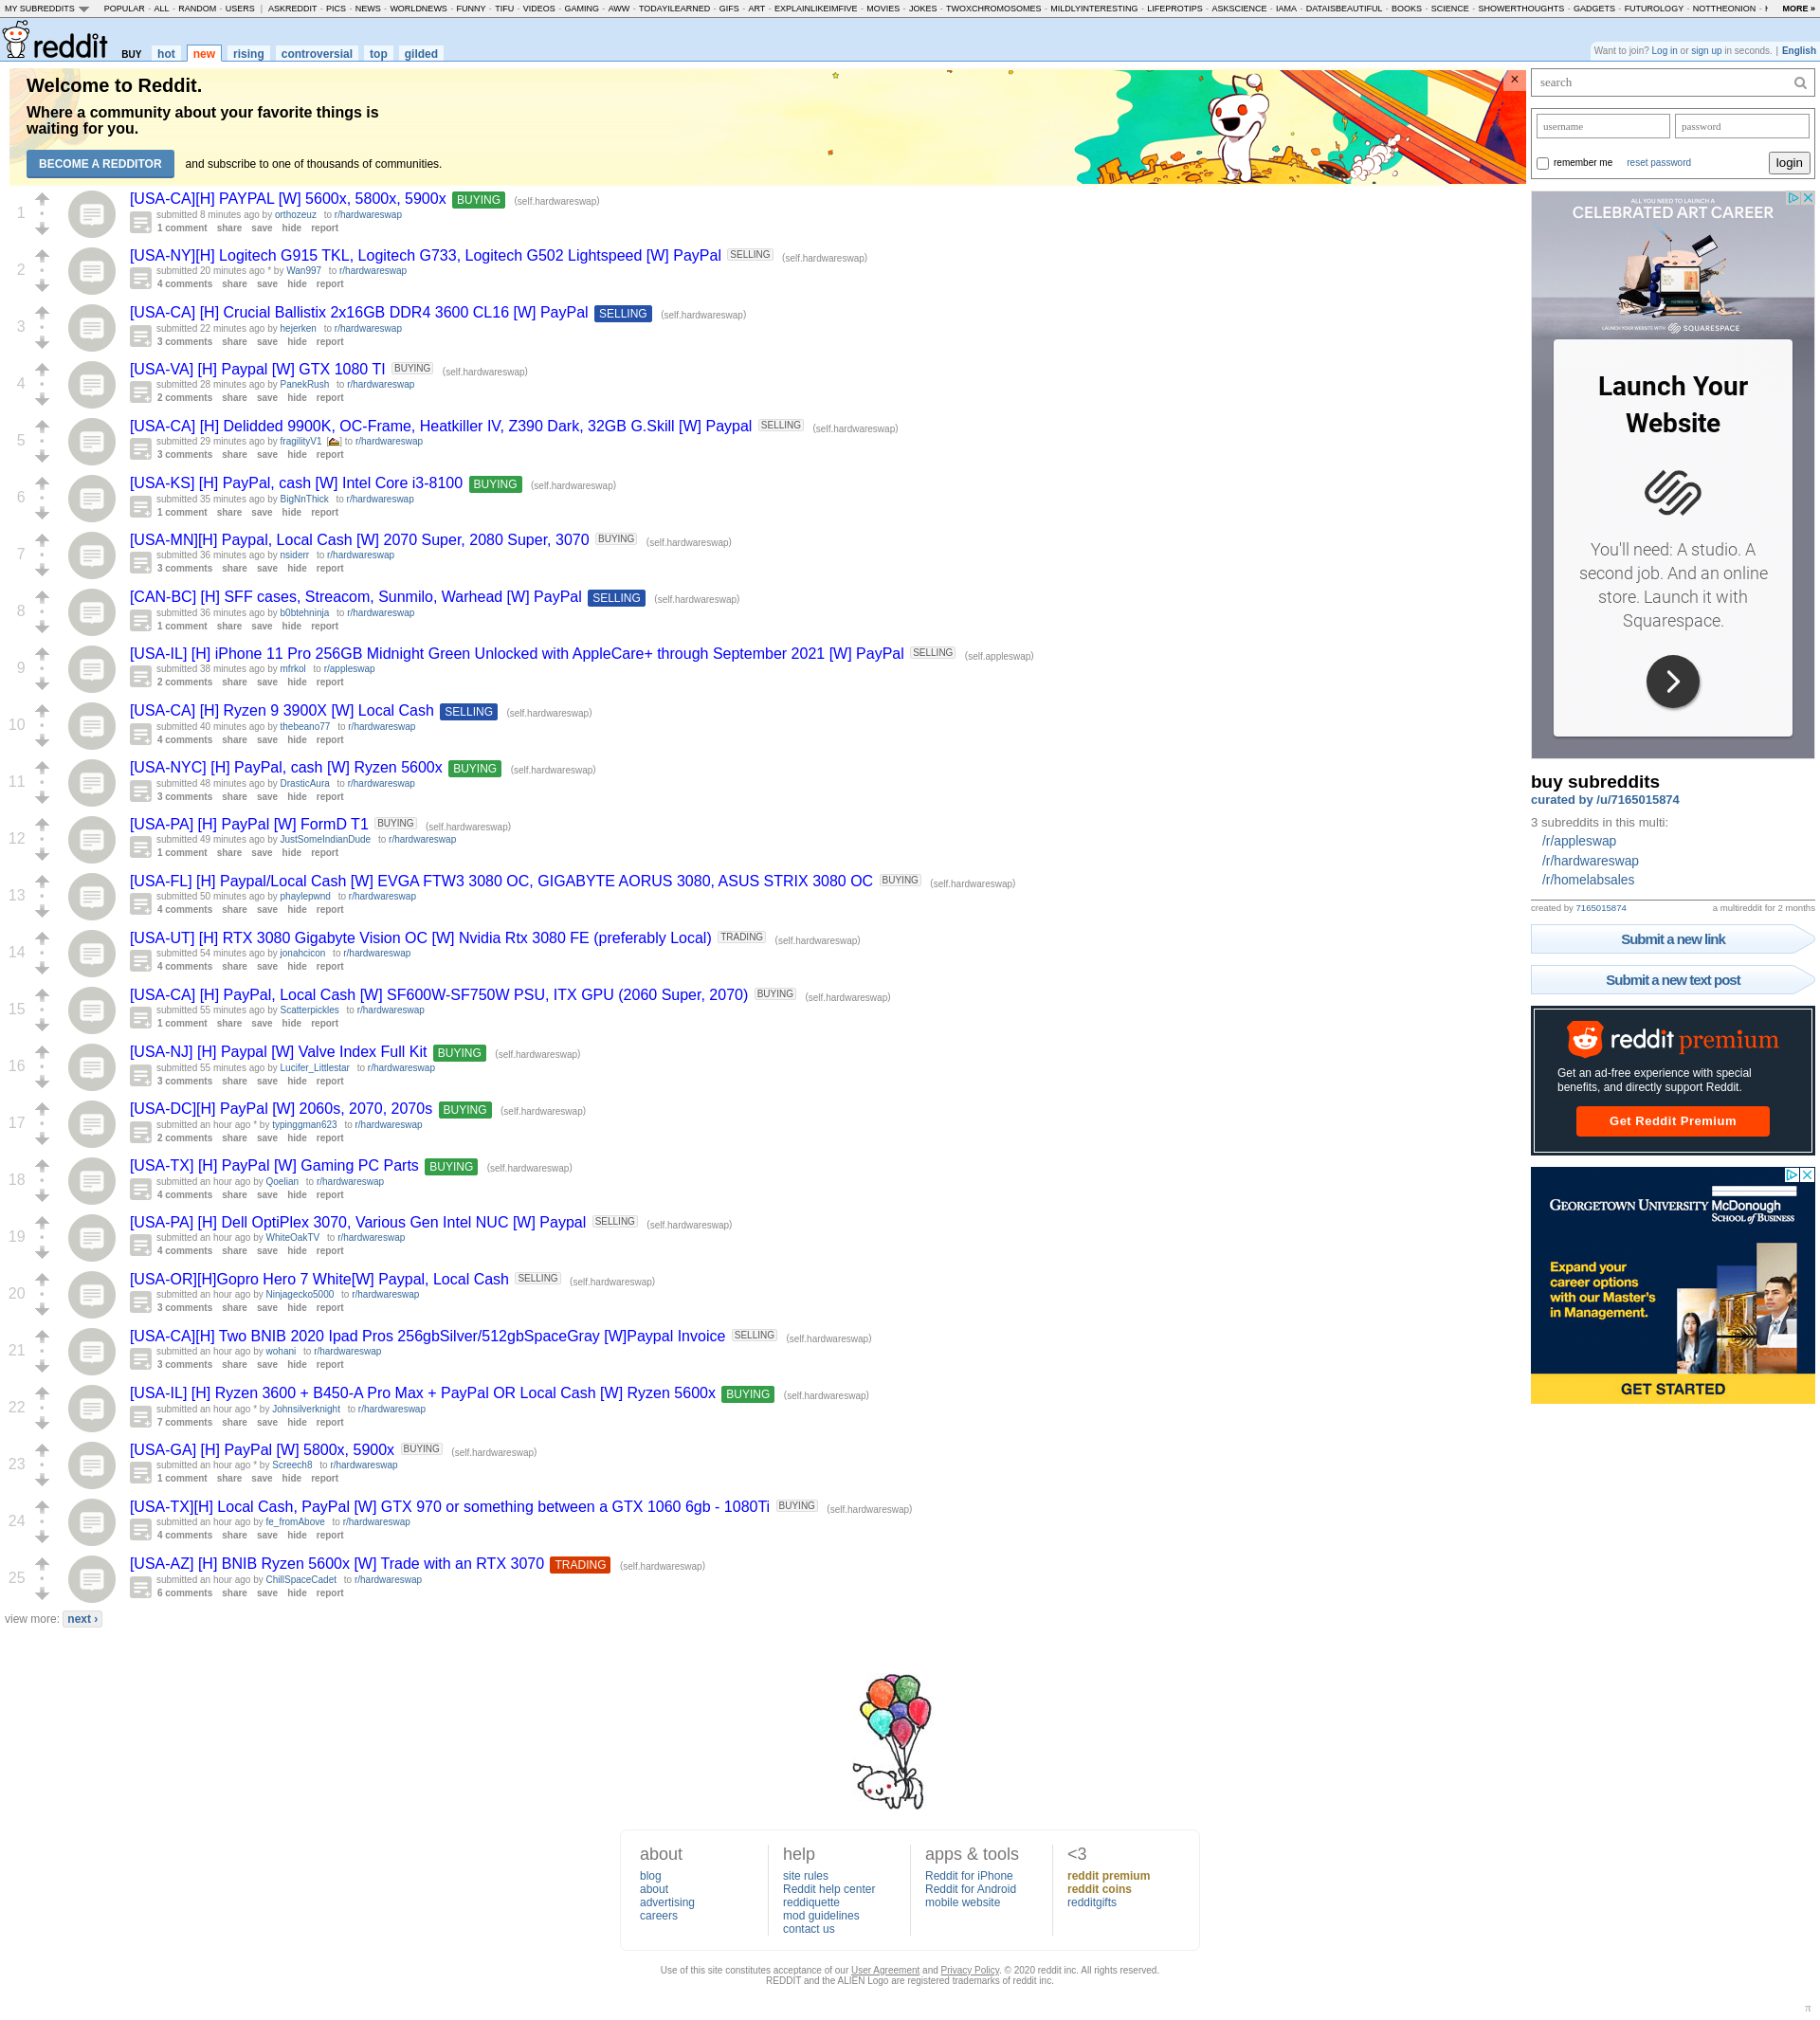 MY SUBREDDITS POPULAR - ALL - RANDOM - USERS | ASKREDDIT - PICS - NEWS - WORLDNEWS - FUNNY - TIFU - VIDEOS - GAMING - AWW - TODAYILEARNED - GIFS - ART - EXPLAINLIKEIMFIVE - MOVIES - JOKES - TWOXCHROMOSOMES - MILDLYINTERESTING - LIFEPROTIPS - ASKSCIENCE - IAMA - DATAISBEAUTIFUL - BOOKS - SCIENCE - SHOWERTHOUGHTS - GADGETS - FUTUROLOGY - NOTTHEONION - MORE »
reddit BUY hot new rising controversial top gilded
Want to join? Log in or sign up in seconds. | English
Welcome to Reddit.
Where a community about your favorite things is
waiting for you.
BECOME A REDDITOR and subscribe to one of thousands of communities.
1
[USA-CA][H] PAYPAL [W] 5600x, 5800x, 5900x BUYING (self.hardwareswap)
submitted 8 minutes ago by orthozeuz to r/hardwareswap
1 comment share save hide report
2
[USA-NY][H] Logitech G915 TKL, Logitech G733, Logitech G502 Lightspeed [W] PayPal SELLING (self.hardwareswap)
submitted 20 minutes ago * by Wan997 to r/hardwareswap
4 comments share save hide report
3
[USA-CA] [H] Crucial Ballistix 2x16GB DDR4 3600 CL16 [W] PayPal SELLING (self.hardwareswap)
submitted 22 minutes ago by hejerken to r/hardwareswap
3 comments share save hide report
4
[USA-VA] [H] Paypal [W] GTX 1080 TI BUYING (self.hardwareswap)
submitted 28 minutes ago by PanekRush to r/hardwareswap
2 comments share save hide report
5
[USA-CA] [H] Delidded 9900K, OC-Frame, Heatkiller IV, Z390 Dark, 32GB G.Skill [W] Paypal SELLING (self.hardwareswap)
submitted 29 minutes ago by fragilityV1 [] to r/hardwareswap
3 comments share save hide report
6
[USA-KS] [H] PayPal, cash [W] Intel Core i3-8100 BUYING (self.hardwareswap)
submitted 35 minutes ago by BigNnThick to r/hardwareswap
1 comment share save hide report
7
[USA-MN][H] Paypal, Local Cash [W] 2070 Super, 2080 Super, 3070 BUYING (self.hardwareswap)
submitted 36 minutes ago by nsiderr to r/hardwareswap
3 comments share save hide report
8
[CAN-BC] [H] SFF cases, Streacom, Sunmilo, Warhead [W] PayPal SELLING (self.hardwareswap)
submitted 36 minutes ago by b0btehninja to r/hardwareswap
1 comment share save hide report
9
[USA-IL] [H] iPhone 11 Pro 256GB Midnight Green Unlocked with AppleCare+ through September 2021 [W] PayPal SELLING (self.appleswap)
submitted 38 minutes ago by mfrkol to r/appleswap
2 comments share save hide report
10
[USA-CA] [H] Ryzen 9 3900X [W] Local Cash SELLING (self.hardwareswap)
submitted 40 minutes ago by thebeano77 to r/hardwareswap
4 comments share save hide report
11
[USA-NYC] [H] PayPal, cash [W] Ryzen 5600x BUYING (self.hardwareswap)
submitted 48 minutes ago by DrasticAura to r/hardwareswap
3 comments share save hide report
12
[USA-PA] [H] PayPal [W] FormD T1 BUYING (self.hardwareswap)
submitted 49 minutes ago by JustSomeIndianDude to r/hardwareswap
1 comment share save hide report
13
[USA-FL] [H] Paypal/Local Cash [W] EVGA FTW3 3080 OC, GIGABYTE AORUS 3080, ASUS STRIX 3080 OC BUYING (self.hardwareswap)
submitted 50 minutes ago by phaylepwnd to r/hardwareswap
4 comments share save hide report
14
[USA-UT] [H] RTX 3080 Gigabyte Vision OC [W] Nvidia Rtx 3080 FE (preferably Local) TRADING (self.hardwareswap)
submitted 54 minutes ago by jonahcicon to r/hardwareswap
4 comments share save hide report
15
[USA-CA] [H] PayPal, Local Cash [W] SF600W-SF750W PSU, ITX GPU (2060 Super, 2070) BUYING (self.hardwareswap)
submitted 55 minutes ago by Scatterpickles to r/hardwareswap
1 comment share save hide report
16
[USA-NJ] [H] Paypal [W] Valve Index Full Kit BUYING (self.hardwareswap)
submitted 55 minutes ago by Lucifer_Littlestar to r/hardwareswap
3 comments share save hide report
17
[USA-DC][H] PayPal [W] 2060s, 2070, 2070s BUYING (self.hardwareswap)
submitted an hour ago * by typinggman623 to r/hardwareswap
2 comments share save hide report
18
[USA-TX] [H] PayPal [W] Gaming PC Parts BUYING (self.hardwareswap)
submitted an hour ago by Qoelian to r/hardwareswap
4 comments share save hide report
19
[USA-PA] [H] Dell OptiPlex 3070, Various Gen Intel NUC [W] Paypal SELLING (self.hardwareswap)
submitted an hour ago by WhiteOakTV to r/hardwareswap
4 comments share save hide report
20
[USA-OR][H]Gopro Hero 7 White[W] Paypal, Local Cash SELLING (self.hardwareswap)
submitted an hour ago by Ninjagecko5000 to r/hardwareswap
3 comments share save hide report
21
[USA-CA][H] Two BNIB 2020 Ipad Pros 256gbSilver/512gbSpaceGray [W]Paypal Invoice SELLING (self.hardwareswap)
submitted an hour ago by wohani to r/hardwareswap
3 comments share save hide report
22
[USA-IL] [H] Ryzen 3600 + B450-A Pro Max + PayPal OR Local Cash [W] Ryzen 5600x BUYING (self.hardwareswap)
submitted an hour ago * by Johnsilverknight to r/hardwareswap
7 comments share save hide report
23
[USA-GA] [H] PayPal [W] 5800x, 5900x BUYING (self.hardwareswap)
submitted an hour ago * by Screech8 to r/hardwareswap
1 comment share save hide report
24
[USA-TX][H] Local Cash, PayPal [W] GTX 970 or something between a GTX 1060 6gb - 1080Ti BUYING (self.hardwareswap)
submitted an hour ago by fe_fromAbove to r/hardwareswap
4 comments share save hide report
25
[USA-AZ] [H] BNIB Ryzen 5600x [W] Trade with an RTX 3070 TRADING (self.hardwareswap)
submitted an hour ago by ChillSpaceCadet to r/hardwareswap
6 comments share save hide report
view more: next ›
search
username password
remember me reset password login
ALL YOU NEED TO LAUNCH A
CELEBRATED ART CAREER
LAUNCH YOUR WEBSITE WITH SQUARESPACE
Launch Your
Website
You'll need: A studio. A
second job. And an online
store. Launch it with
Squarespace.
buy subreddits
curated by /u/7165015874
3 subreddits in this multi:
/r/appleswap
/r/hardwareswap
/r/homelabsales
created by 7165015874 a multireddit for 2 months
Submit a new link
Submit a new text post
reddit premium
Get an ad-free experience with special
benefits, and directly support Reddit.
Get Reddit Premium
GEORGETOWN UNIVERSITY McDonough
SCHOOL of BUSINESS
Expand your
career options
with our Master's
in Management.
GET STARTED
about
blog
about
advertising
careers
help
site rules
Reddit help center
reddiquette
mod guidelines
contact us
apps & tools
Reddit for iPhone
Reddit for Android
mobile website
<3
reddit premium
reddit coins
redditgifts
Use of this site constitutes acceptance of our User Agreement and Privacy Policy. © 2020 reddit inc. All rights reserved.
REDDIT and the ALIEN Logo are registered trademarks of reddit inc.
π